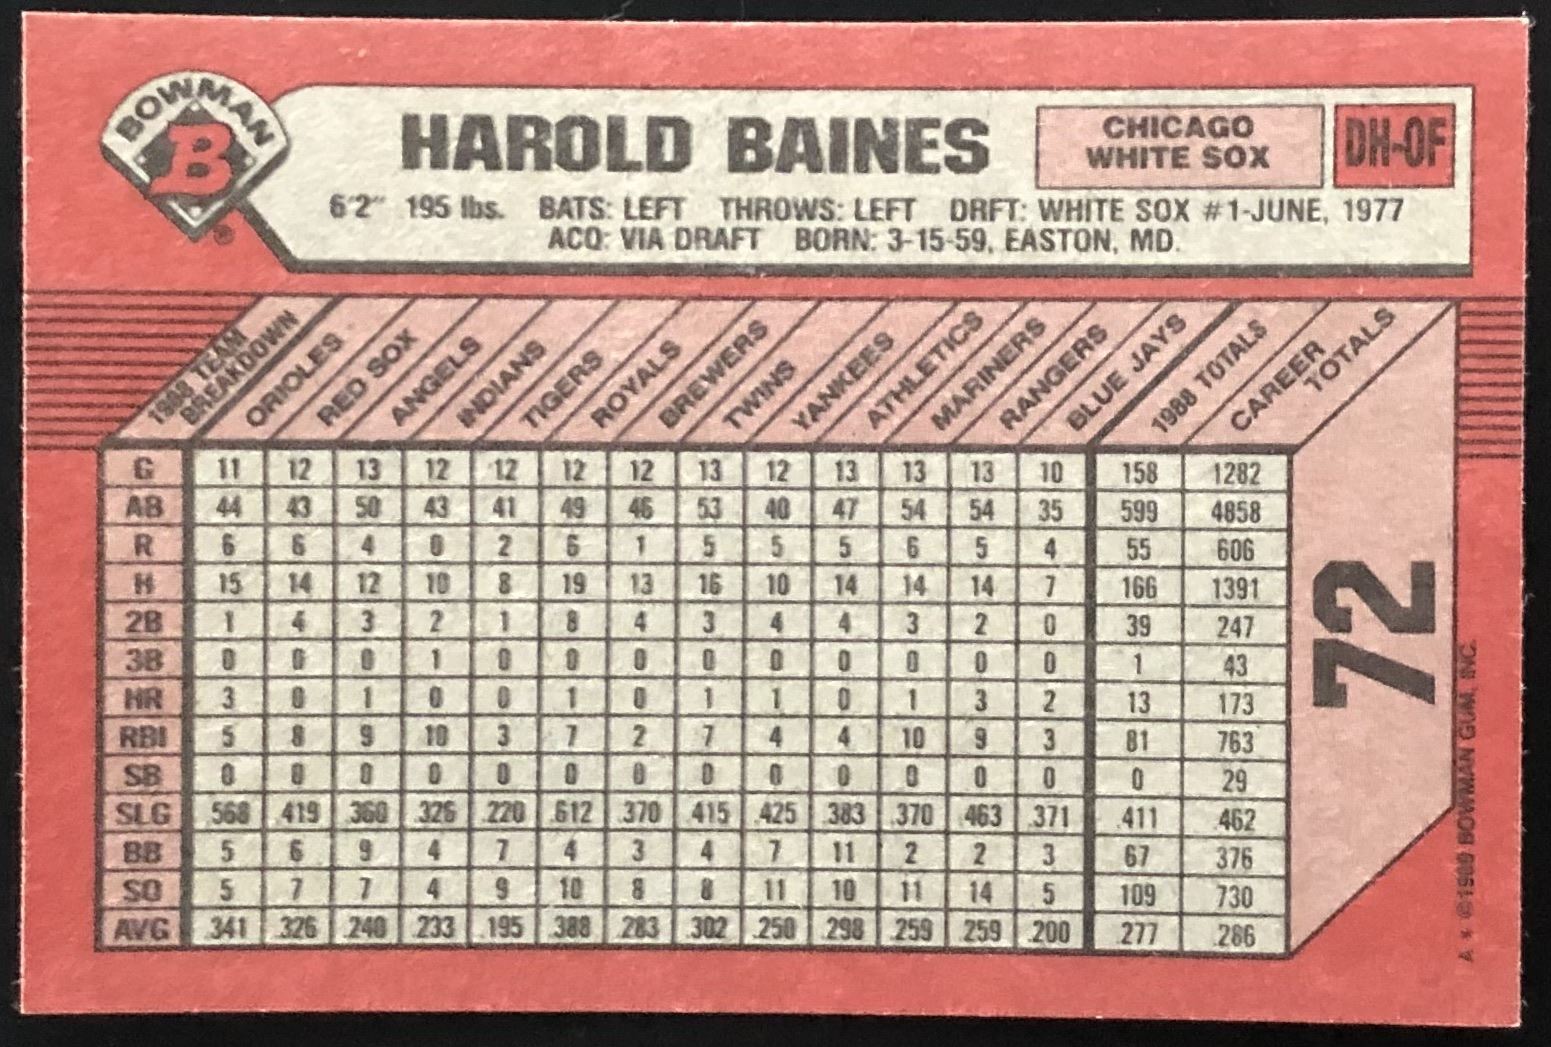 BOWMAN
B
®
HAROLD BAINES
CHICAGO
WHITE SOX
DH-OF
6'2" 195 lbs. BATS: LEFT THROWS: LEFT DRFT: WHITE SOX #1-JUNE, 1977
ACQ: VIA DRAFT BORN: 3-15-59, EASTON, MD.
1988 TEAM BREAKDOWN ORIOLES RED SOX ANGELS INDIANS TIGERS ROYALS BREWERS TWINS YANKEES ATHLETICS MARINERS RANGERS BLUE JAYS 1988 TOTALS CAREER TOTALS
G 11 12 13 12 12 12 12 13 12 13 13 13 10 158 1282
AB 44 43 50 43 41 49 46 53 40 47 54 54 35 599 4858
R 6 6 4 0 2 6 1 5 5 5 6 5 4 55 606
H 15 14 12 10 8 19 13 16 10 14 14 14 7 166 1391
2B 1 4 3 2 1 8 4 3 4 4 3 2 0 39 247
3B 0 0 0 1 0 0 0 0 0 0 0 0 0 1 43
HR 3 0 1 0 0 1 0 1 1 0 1 3 2 13 173
RBI 5 8 9 10 3 7 2 7 4 4 10 9 3 81 763
SB 0 0 0 0 0 0 0 0 0 0 0 0 0 0 29
SLG .568 .419 .360 .326 .220 .612 .370 .415 .425 .383 .370 .463 .371 .411 .462
BB 5 6 9 4 7 4 3 4 7 11 2 2 3 67 376
SO 5 7 7 4 9 10 8 8 11 10 11 14 5 109 730
AVG .341 .326 .240 .233 .195 .388 .283 .302 .250 .298 .259 .259 .200 .277 .286
72
A * ©1989 BOWMAN GUM, INC.